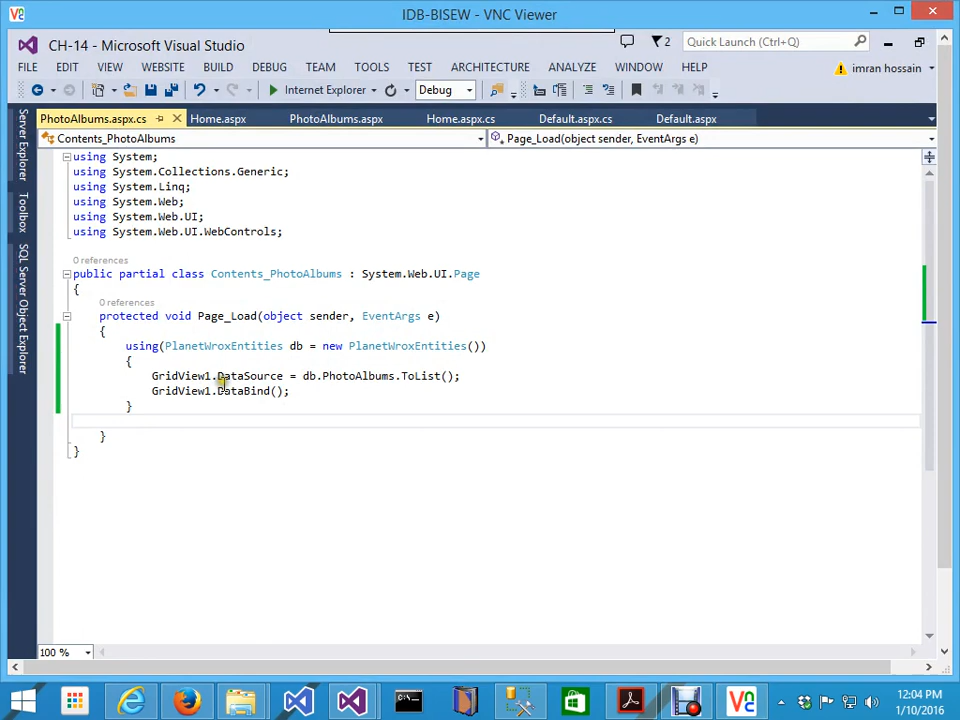 IDB-BISEW - VNC Viewer
CH-14 - Microsoft Visual Studio
2
Quick Launch (Ctrl+Q)
FILE EDIT VIEW WEBSITE BUILD DEBUG TEAM TOOLS TEST ARCHITECTURE ANALYZE WINDOW HELP
imran hossain
Internet Explorer
Debug
PhotoAlbums.aspx.cs Home.aspx PhotoAlbums.aspx Home.aspx.cs Default.aspx.cs Default.aspx
Contents_PhotoAlbums
Page_Load(object sender, EventArgs e)
Server Explorer
Toolbox
SQL Server Object Explorer
using System;
using System.Collections.Generic;
using System.Linq;
using System.Web;
using System.Web.UI;
using System.Web.UI.WebControls;
0 references
public partial class Contents_PhotoAlbums : System.Web.UI.Page
{
0 references
protected void Page_Load(object sender, EventArgs e)
{
using(PlanetWroxEntities db = new PlanetWroxEntities())
{
GridView1.DataSource = db.PhotoAlbums.ToList();
GridView1.DataBind();
}
}
}
100 %
12:04 PM
1/10/2016